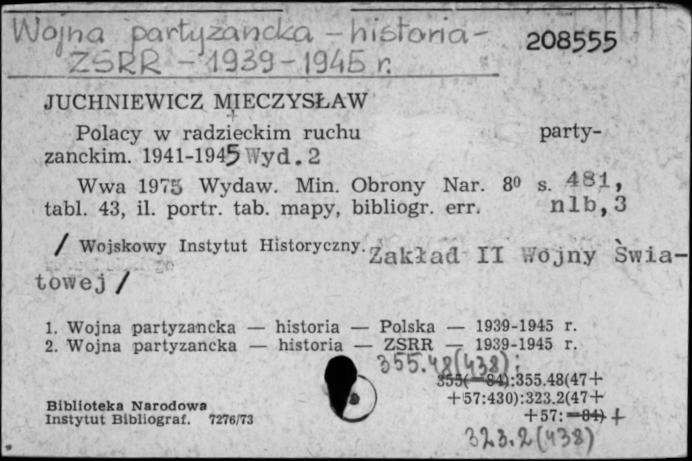 Wojna partyzancka - historia -
208555
ZSRR - 1939-1945 r.
JUCHNIEWICZ MIECZYSŁAW
Polacy w radzieckim ruchu party-
zanckim. 1941-1945 Wyd. 2
Wwa 1975 Wydaw. Min. Obrony Nar. 8⁰ s. 481,
tabl. 43, il. portr. tab. mapy, bibliogr. err. nlb, 3
/ Wojskowy Instytut Historyczny. Zakład II Wojny Świa-
towej /
1. Wojna partyzancka — historia — Polska — 1939-1945 r.
2. Wojna partyzancka — historia — ZSRR — 1939-1945 r.
355.48(438):
355(—84):355.48(47+
+57:430):323.2(47+
+57:—84) +
323.2(438)
Biblioteka Narodowa
Instytut Bibliograf. 7276/73